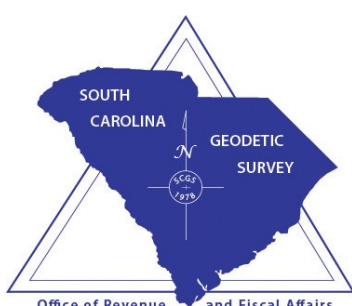 SOUTH
CAROLINA
GEODETIC
SURVEY
N
SCGS
1978
Office of Revenue and Fiscal Affairs